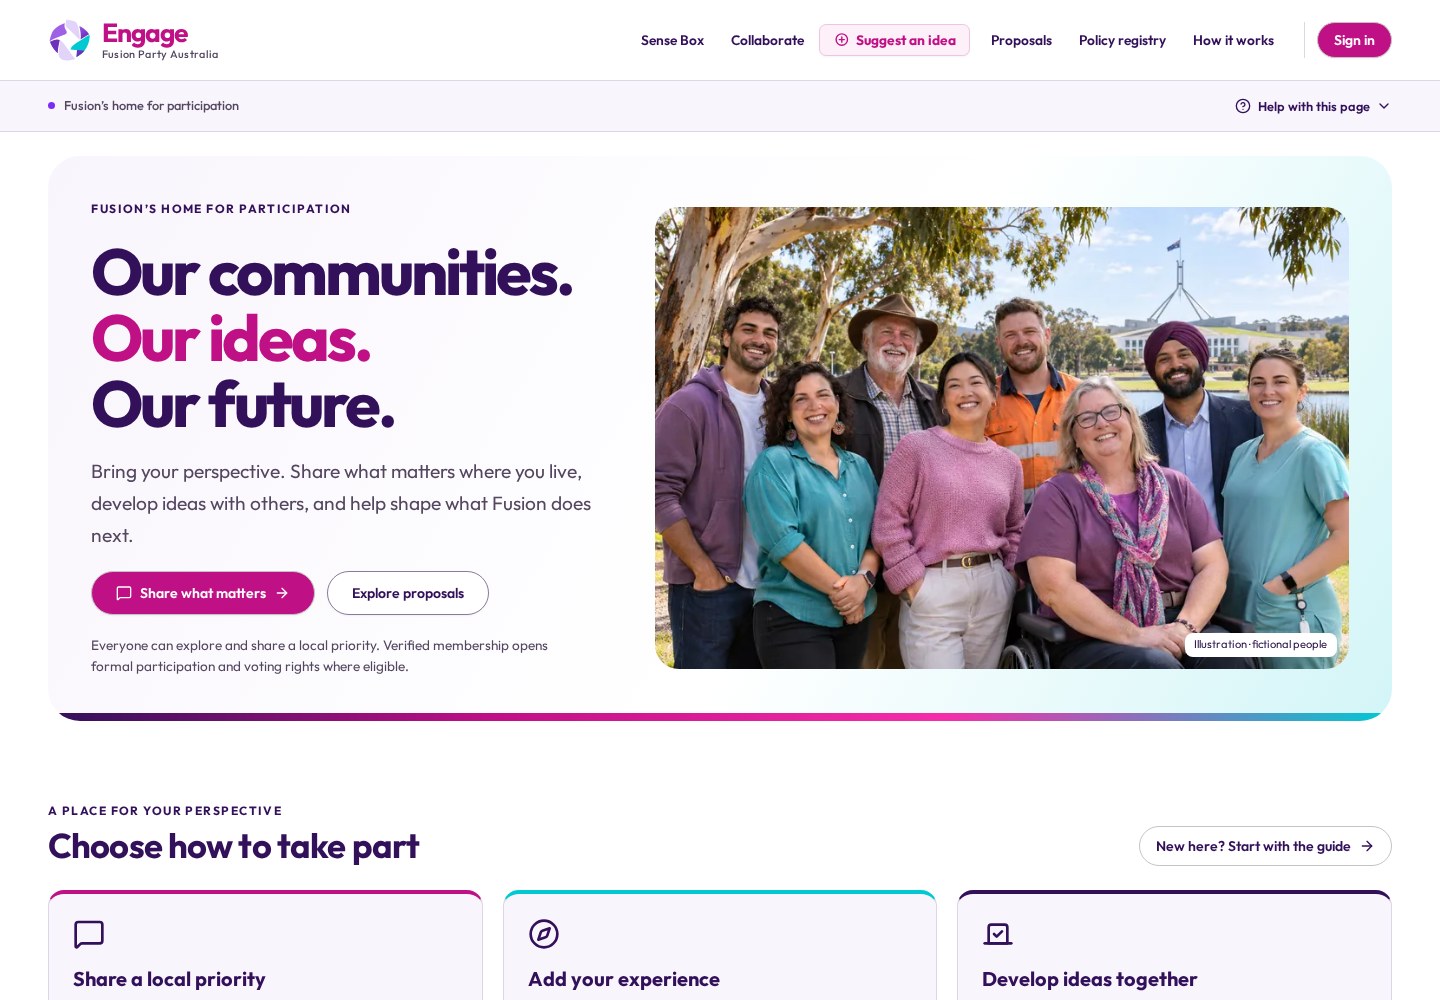 Engage
Fusion Party Australia
Sense Box
Collaborate
Suggest an idea
Proposals
Policy registry
How it works
Sign in
Fusion's home for participation
Help with this page
FUSION'S HOME FOR PARTICIPATION
Our communities.
Our ideas.
Our future.
Bring your perspective. Share what matters where you live,
develop ideas with others, and help shape what Fusion does
next.
Share what matters
Explore proposals
Everyone can explore and share a local priority. Verified membership opens
formal participation and voting rights where eligible.
Illustration · fictional people
A PLACE FOR YOUR PERSPECTIVE
Choose how to take part
New here? Start with the guide
Share a local priority
Add your experience
Develop ideas together